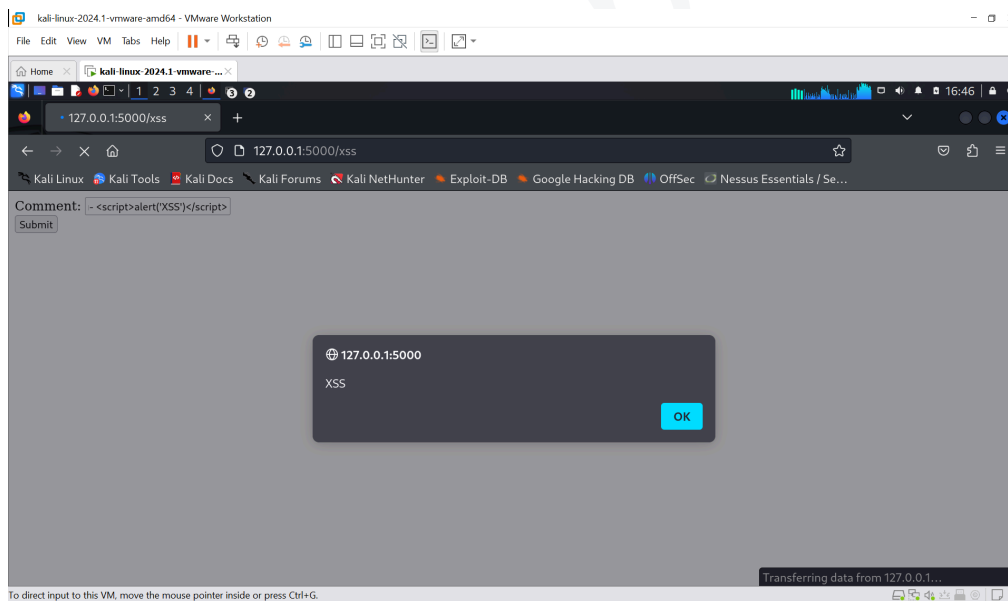 kali-linux-2024.1-vmware-amd64 - VMware Workstation
File Edit View VM Tabs Help
Home kali-linux-2024.1-vmware-...
1 2 3 4 3 2 16:46
127.0.0.1:5000/xss
127.0.0.1:5000/xss
Kali Linux Kali Tools Kali Docs Kali Forums Kali NetHunter Exploit-DB Google Hacking DB OffSec Nessus Essentials / Se...
Comment: - <script>alert('XSS')</script>
Submit
127.0.0.1:5000
XSS
OK
Transferring data from 127.0.0.1...
To direct input to this VM, move the mouse pointer inside or press Ctrl+G.